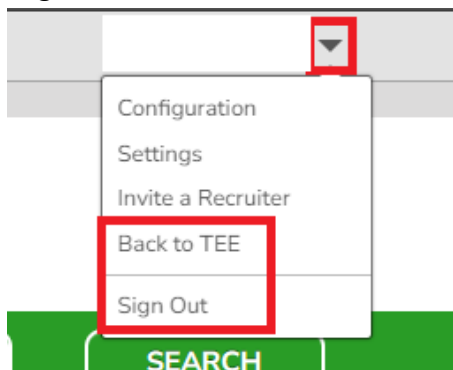 Configuration
Settings
Invite a Recruiter
Back to TEE
Sign Out
SEARCH